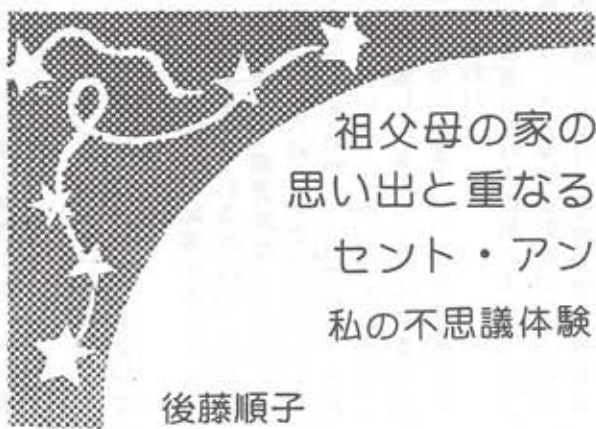 祖父母の家の
思い出と重なる
セント・アン
私の不思議体験
後藤順子